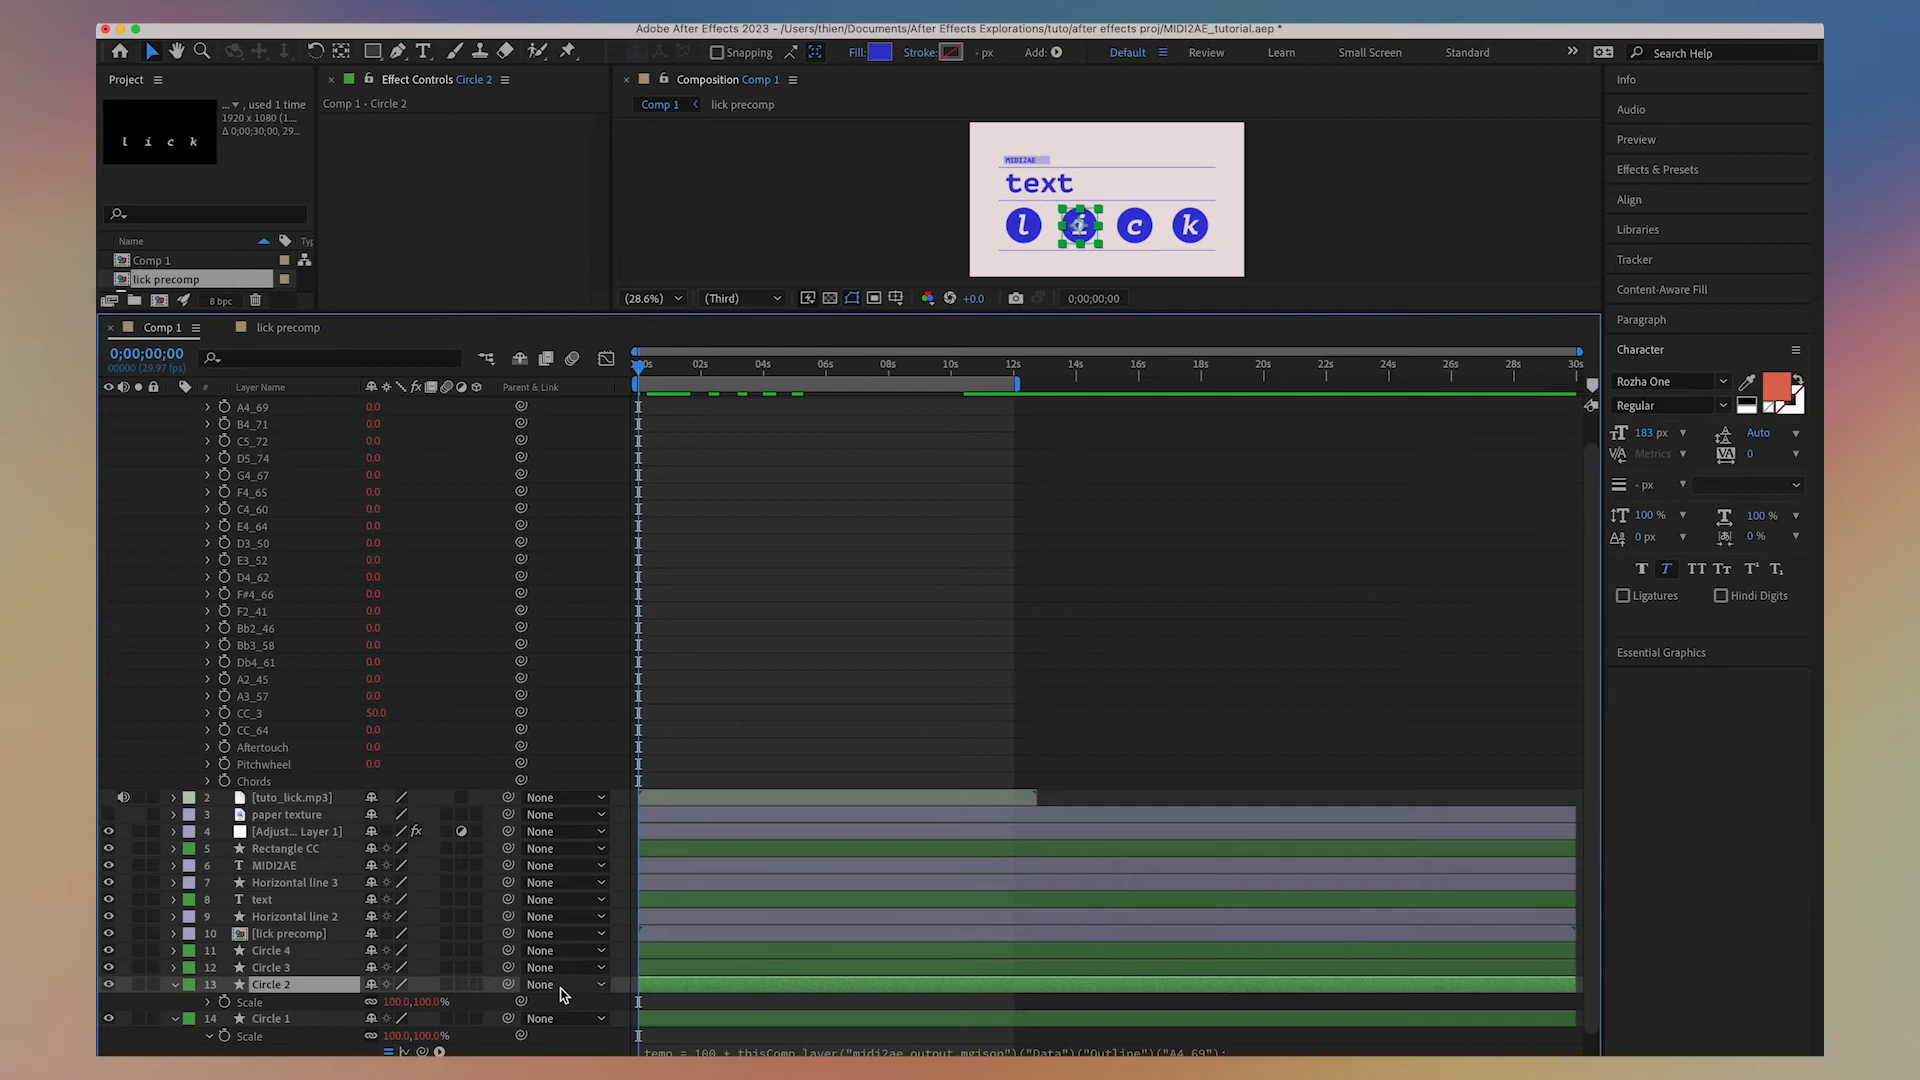 Adobe After Effects 2023 - /Users/thien/Documents/After Effects Explorations/tuto/after effects proj/MIDI2AE_tutorial.aep *
Snapping
Fill:
Stroke:
- px
Add:
Default
Review
Learn
Small Screen
Standard
Search Help
Project
Effect Controls Circle 2
Composition Comp 1
Info
... , used 1 time
1920 x 1080 (1...
Δ 0;00;30;00, 29...
Comp 1 - Circle 2
Comp 1
lick precomp
Audio
l i c k
Preview
MIDI2AE
text
l i c k
Effects & Presets
Align
Libraries
Name
Typ
Comp 1
lick precomp
Tracker
Content-Aware Fill
8 bpc
(28.6%)
(Third)
+0.0
0;00;00;00
Paragraph
Comp 1
lick precomp
Character
0;00;00;00
00000 (29.97 fps)
02s 04s 06s 08s 10s 12s 14s 16s 18s 20s 22s 24s 26s 28s 30s
# Layer Name
fx
Parent & Link
Rozha One
Regular
183 px
Auto
Metrics
0
- px
100 %
100 %
0 px
0 %
T T TT Tт T¹ T₁
Ligatures
Hindi Digits
Essential Graphics
A4_69 0.0
B4_71 0.0
C5_72 0.0
D5_74 0.0
G4_67 0.0
F4_65 0.0
C4_60 0.0
E4_64 0.0
D3_50 0.0
E3_52 0.0
D4_62 0.0
F#4_66 0.0
F2_41 0.0
Bb2_46 0.0
Bb3_58 0.0
Db4_61 0.0
A2_45 0.0
A3_57 0.0
CC_3 50.0
CC_64 0.0
Aftertouch 0.0
Pitchwheel 0.0
Chords
2 [tuto_lick.mp3] None
3 paper texture None
4 [Adjust... Layer 1] fx None
5 Rectangle CC None
6 T MIDI2AE None
7 Horizontal line 3 None
8 T text None
9 Horizontal line 2 None
10 [lick precomp] None
11 Circle 4 None
12 Circle 3 None
13 Circle 2 None
Scale 100.0,100.0%
14 Circle 1 None
Scale 100.0,100.0%
temp = 100 + thisComp.layer("midi2ae_output.mgjson")("Data")("Outline")("A4_69");